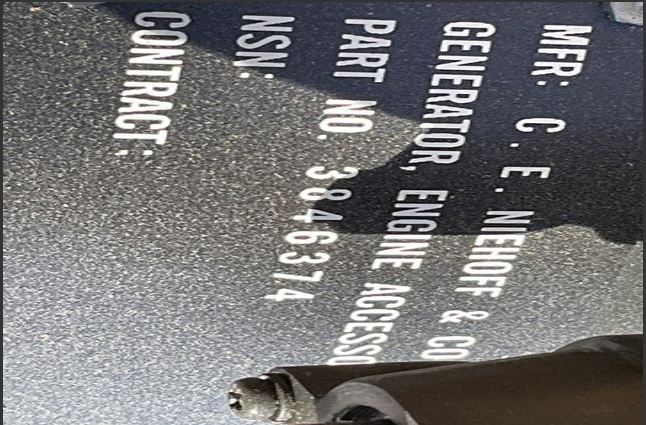 MFR: C. E. NIEHOFF & CO
GENERATOR, ENGINE ACCESSO
PART NO. 3846374
NSN:
CONTRACT: